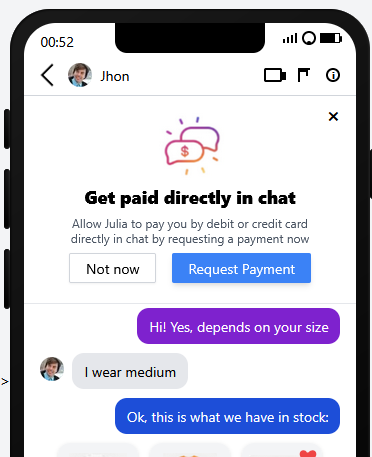 00:52
Jhon
Get paid directly in chat
Allow Julia to pay you by debit or credit card
directly in chat by requesting a payment now
Not now
Request Payment
Hi! Yes, depends on your size
I wear medium
Ok, this is what we have in stock: